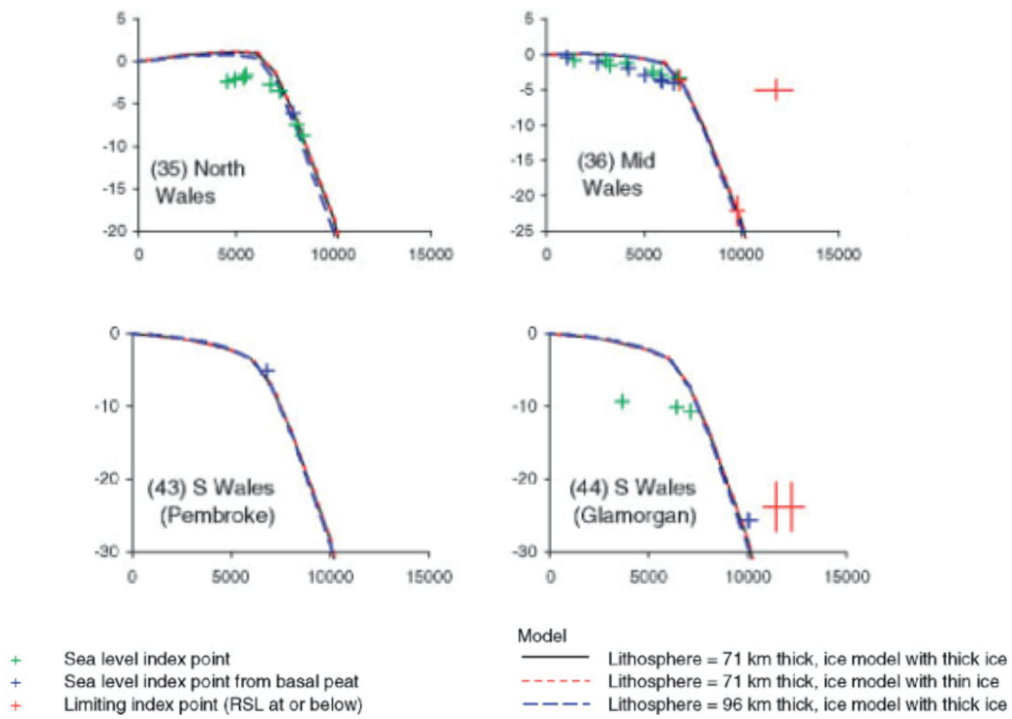 5
0
-5
-10
-15
-20
(35) North
Wales
0 5000 10000 15000
5
0
-5
-10
-15
-20
-25
(36) Mid
Wales
0 5000 10000 15000
0
-10
-20
-30
(43) S Wales
(Pembroke)
0 5000 10000 15000
0
-10
-20
-30
(44) S Wales
(Glamorgan)
0 5000 10000 15000
Sea level index point
Sea level index point from basal peat
Limiting index point (RSL at or below)
Model
Lithosphere = 71 km thick, ice model with thick ice
Lithosphere = 71 km thick, ice model with thin ice
Lithosphere = 96 km thick, ice model with thick ice